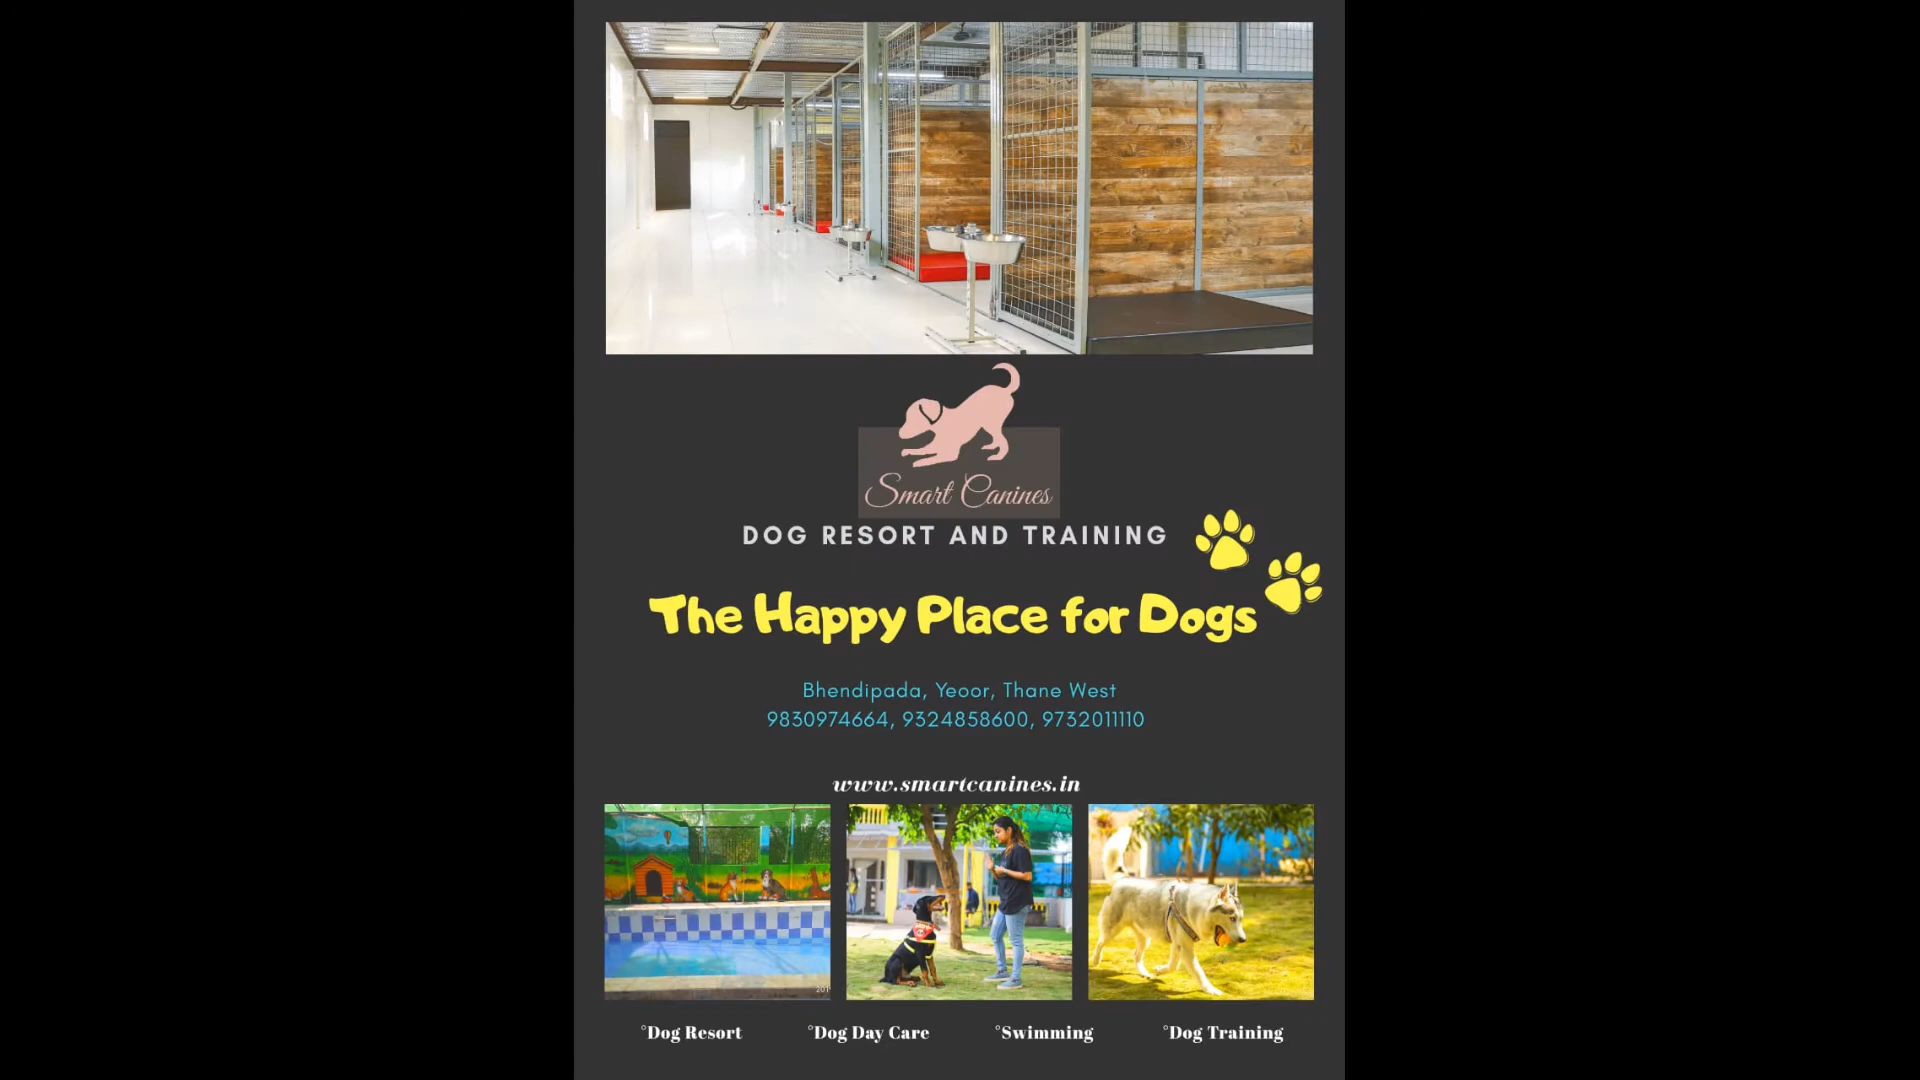 Smart Canines
DOG RESORT AND TRAINING
The Happy Place for Dogs
Bhendipada, Yeoor, Thane West
9830974664, 9324858600, 9732011110
www.smartcanines.in
°Dog Resort °Dog Day Care °Swimming °Dog Training